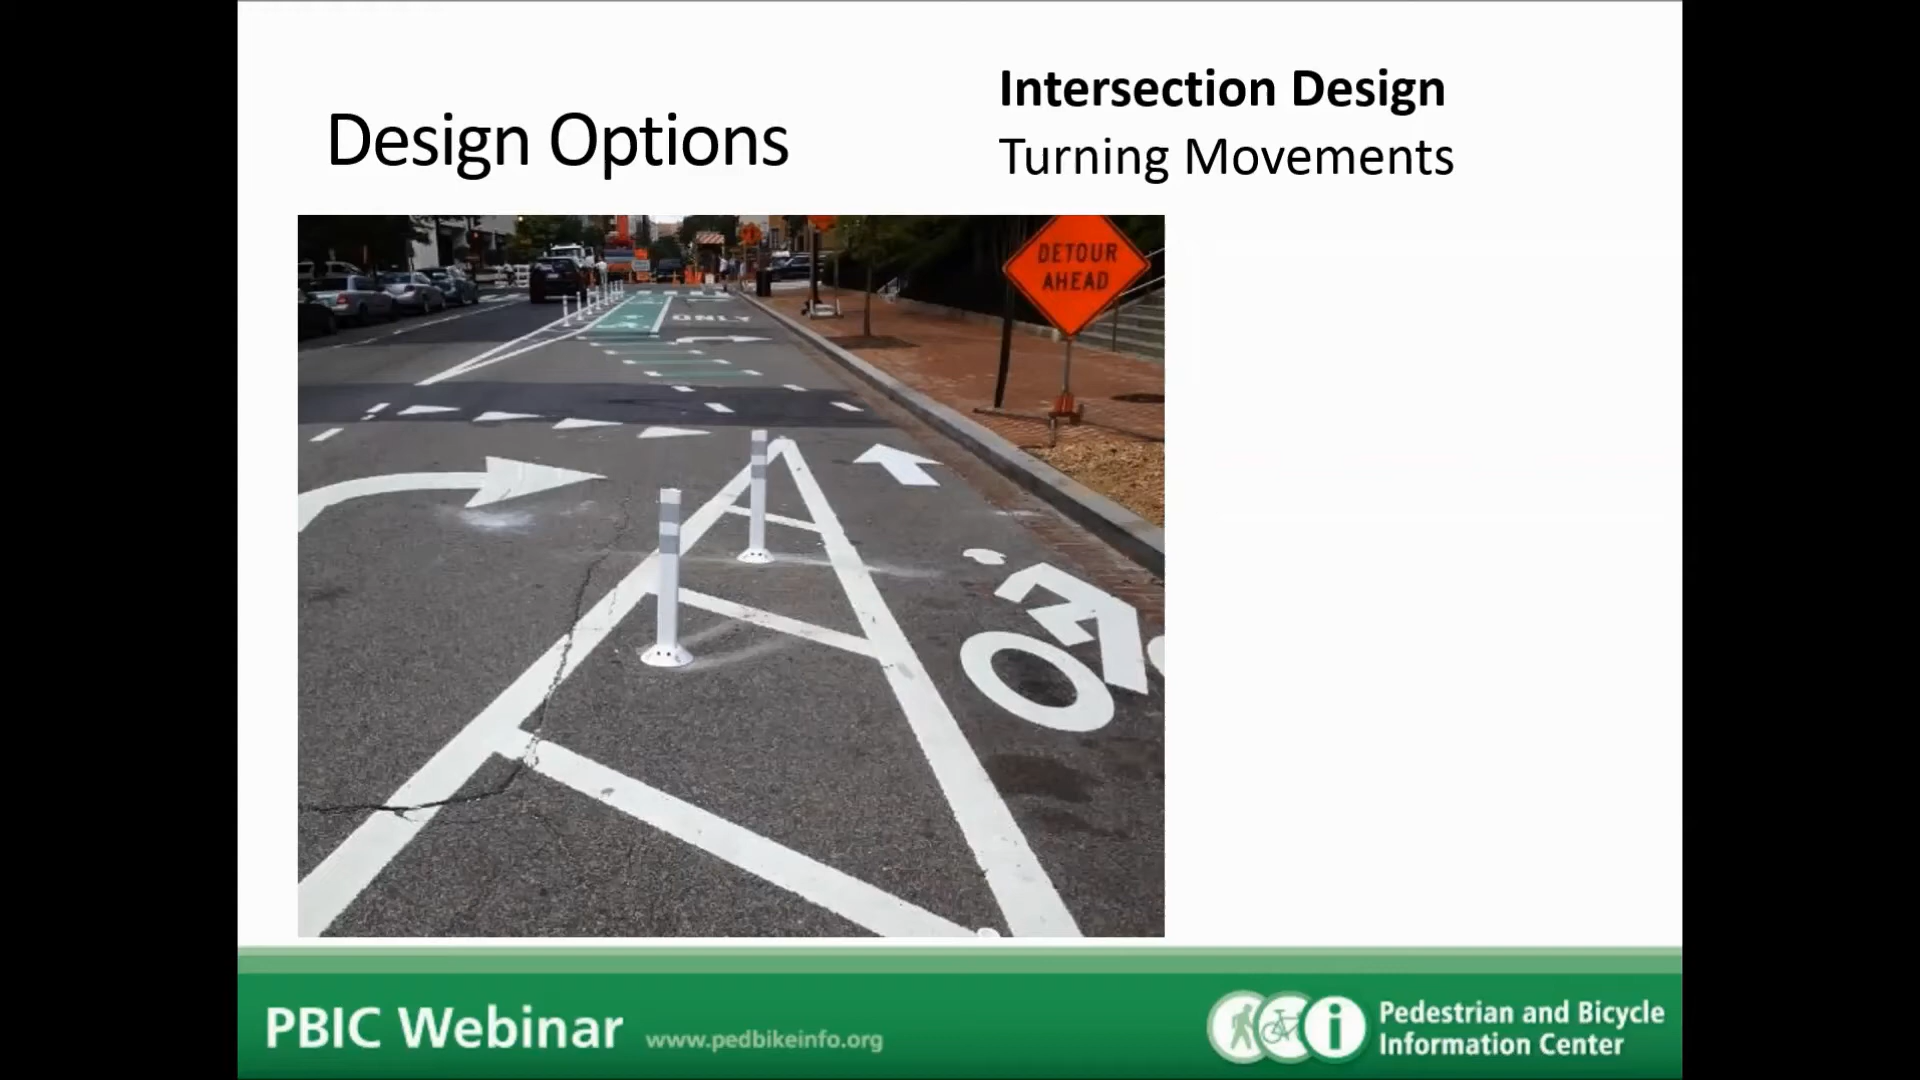 Design Options
Intersection Design
Turning Movements
DETOUR
AHEAD
ONLY
PBIC Webinar
www.pedbikeinfo.org
i
Pedestrian and Bicycle
Information Center